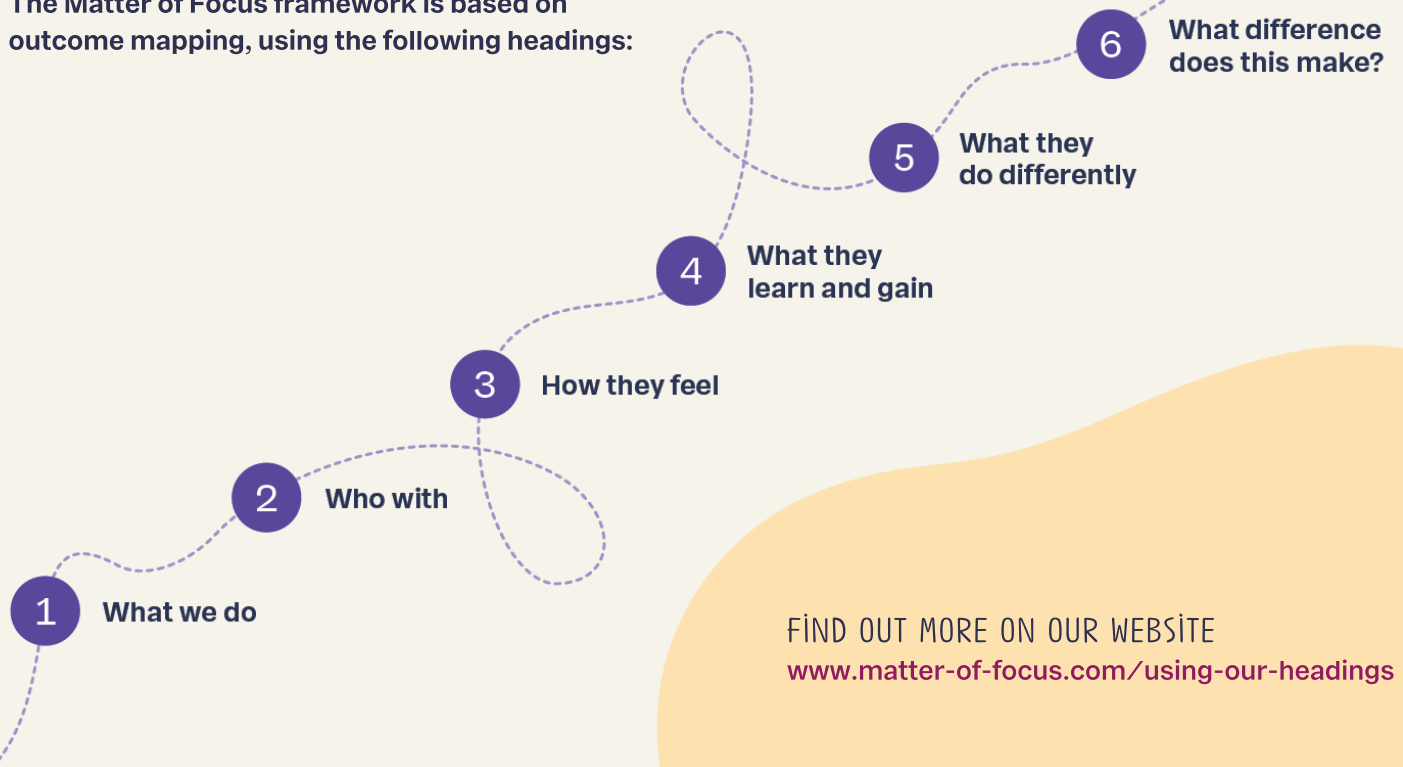 The Matter of Focus framework is based on
outcome mapping, using the following headings:
6
What difference
does this make?
5
What they
do differently
4
What they
learn and gain
3
How they feel
2
Who with
1
What we do
FIND OUT MORE ON OUR WEBSITE
www.matter-of-focus.com/using-our-headings